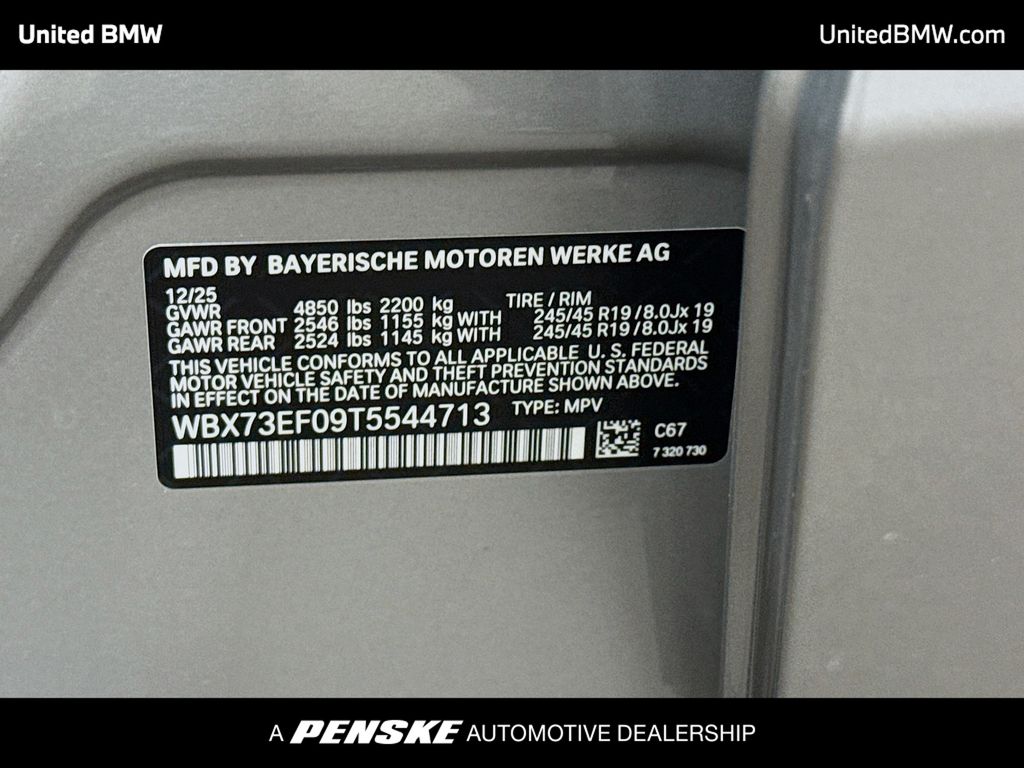 United BMW
UnitedBMW.com
MFD BY BAYERISCHE MOTOREN WERKE AG
12/25
GVWR 4850 lbs 2200 kg TIRE / RIM
GAWR FRONT 2546 lbs 1155 kg WITH 245/45 R19/8.0Jx 19
GAWR REAR 2524 lbs 1145 kg WITH 245/45 R19/8.0Jx 19
THIS VEHICLE CONFORMS TO ALL APPLICABLE U. S. FEDERAL
MOTOR VEHICLE SAFETY AND THEFT PREVENTION STANDARDS
IN EFFECT ON THE DATE OF MANUFACTURE SHOWN ABOVE.
WBX73EF09T5544713 TYPE: MPV
C67
7 320 730
A PENSKE AUTOMOTIVE DEALERSHIP